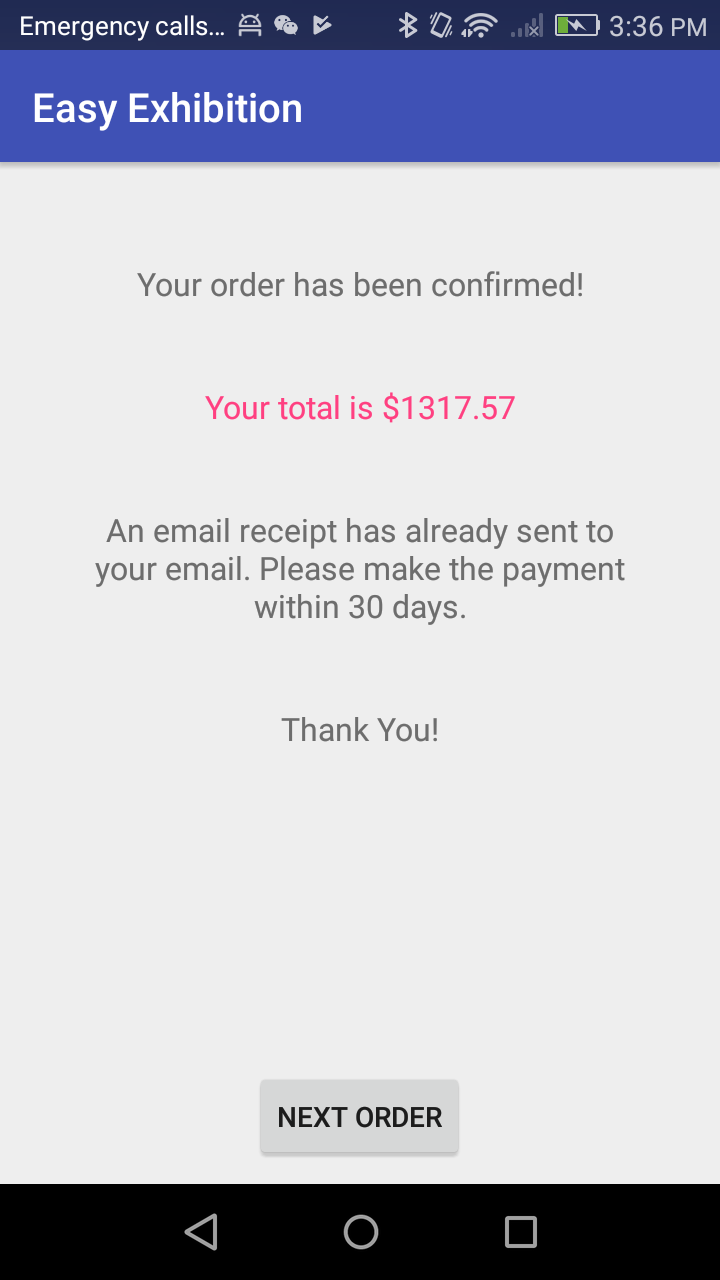 Emergency calls... 3:36 PM
Easy Exhibition
Your order has been confirmed!
Your total is $1317.57
An email receipt has already sent to
your email. Please make the payment
within 30 days.
Thank You!
NEXT ORDER